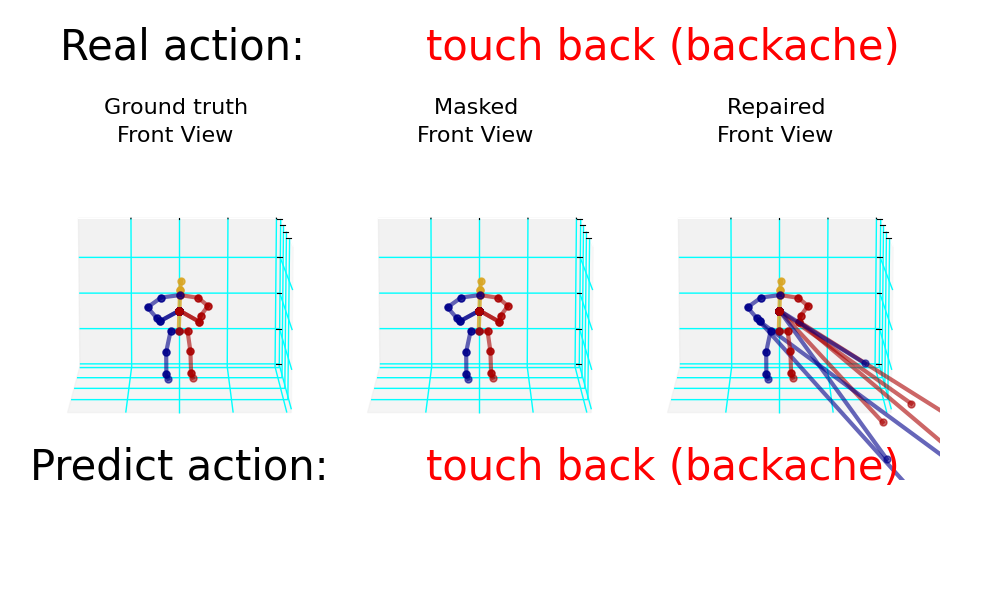 Real action: touch back (backache)
Ground truth Masked Repaired
Front View Front View Front View
Predict action: touch back (backache)